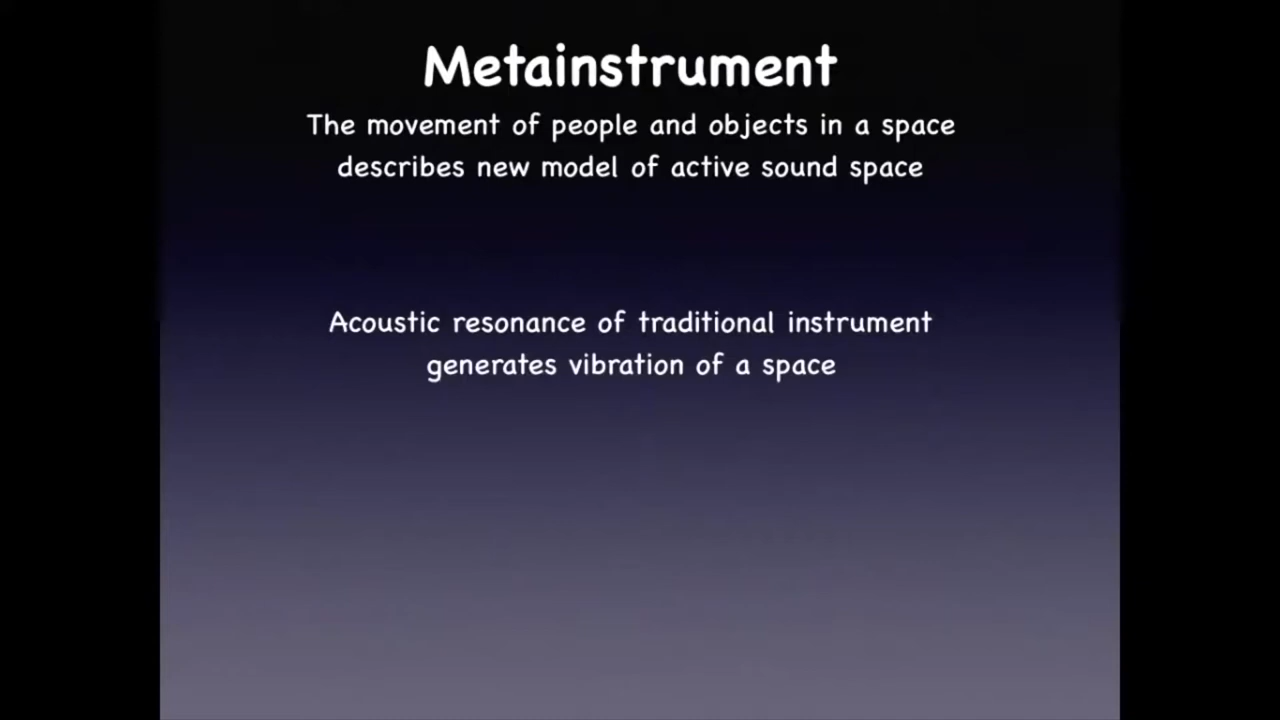 Metainstrument
The movement of people and objects in a space
describes new model of active sound space
Acoustic resonance of traditional instrument
generates vibration of a space